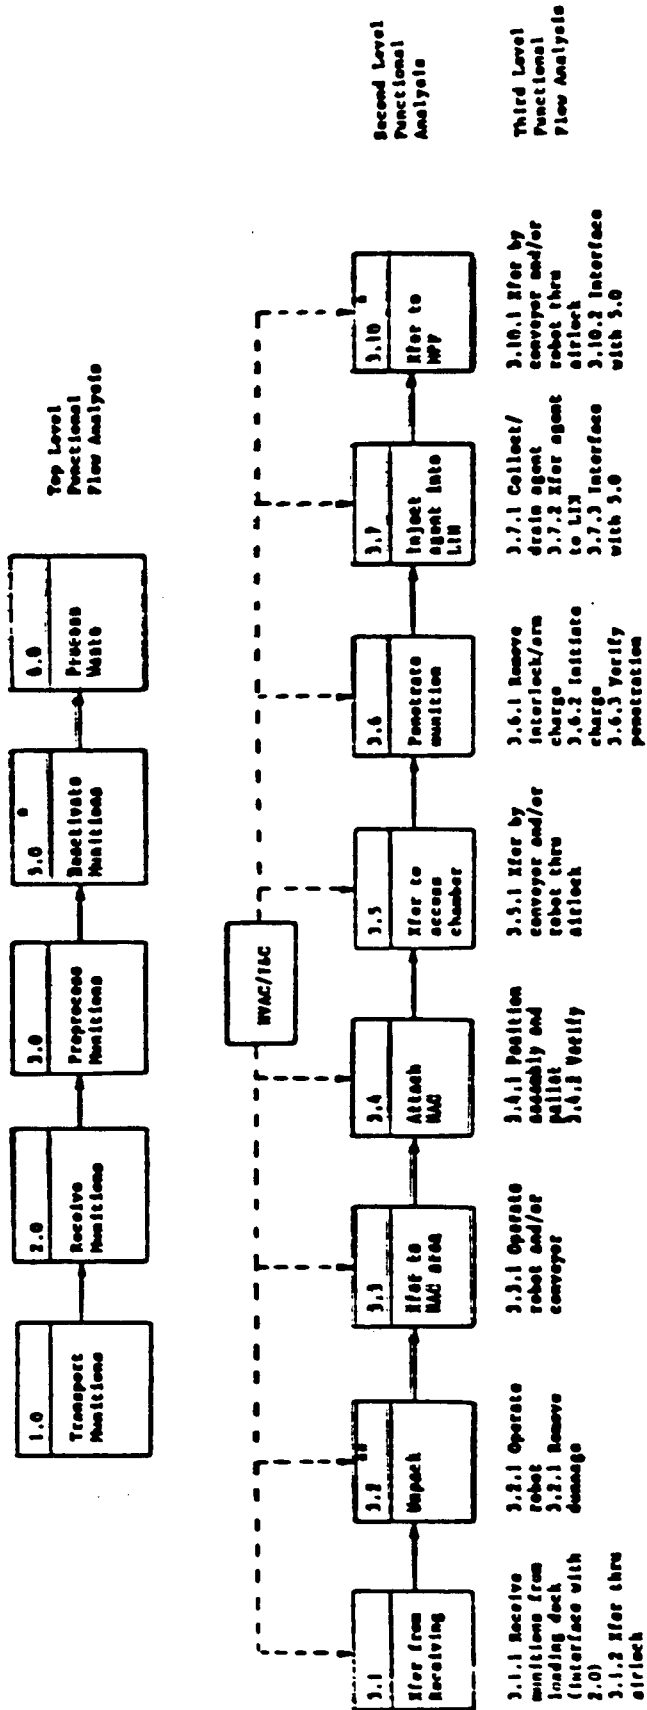 Top Level
Functional
Flow Analysis
1.0
Transport
Munitions
2.0
Receive
Munitions
3.0
Preprocess
Munitions
5.0 *
Deactivate
Munitions
6.0
Process
Waste
HVAC/I&C
Second Level
Functional
Analysis
3.1
Xfer from
Receiving
3.2 **
Unpack
3.3
Xfer to
MAC area
3.4
Attach
MAC
3.5
Xfer to
access
chamber
3.6
Penetrate
munition
3.7
Inject
agent into
LIN
3.10 *
Xfer to
MPF
Third Level
Functional
Flow Analysis
3.1.1 Receive
munitions from
loading dock
(interface with
2.0)
3.1.2 Xfer thru
airlock
3.2.1 Operate
robot
3.2.1 Remove
dunnage
3.3.1 Operate
robot and/or
conveyor
3.4.1 Position
assembly and
pallet
3.4.2 Verify
3.5.1 Xfer by
conveyor and/or
robot thru
airlock
3.6.1 Remove
interlock/arm
charge
3.6.2 Initiate
charge
3.6.3 Verify
penetration
3.7.1 Collect/
drain agent
3.7.2 Xfer agent
to LIN
3.7.3 Interface
with 5.0
3.10.1 Xfer by
conveyor and/or
robot thru
airlock
3.10.2 Interface
with 5.0